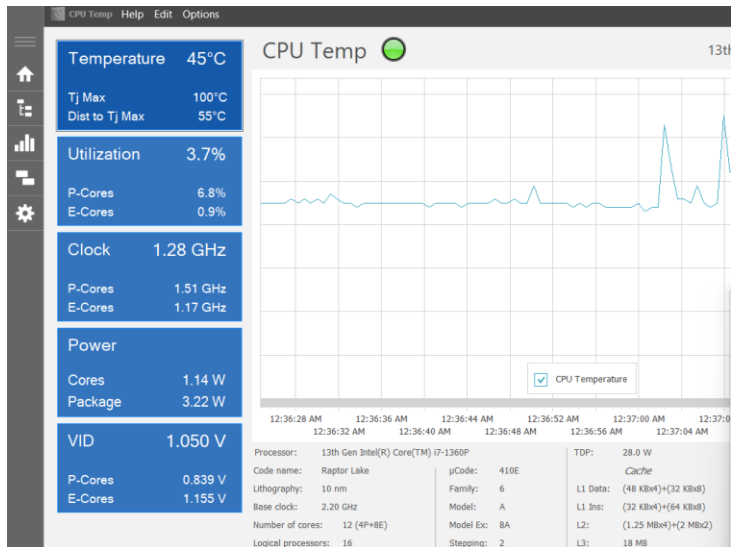 CPU Temp Help Edit Options
Temperature 45°C
Tj Max 100°C
Dist to Tj Max 55°C
Utilization 3.7%
P-Cores 6.8%
E-Cores 0.9%
Clock 1.28 GHz
P-Cores 1.51 GHz
E-Cores 1.17 GHz
Power
Cores 1.14 W
Package 3.22 W
VID 1.050 V
P-Cores 0.839 V
E-Cores 1.155 V
CPU Temp 13th
CPU Temperature
12:36:28 AM 12:36:36 AM 12:36:44 AM 12:36:52 AM 12:37:00 AM 12:37:0
12:36:32 AM 12:36:40 AM 12:36:48 AM 12:36:56 AM 12:37:04 AM
Processor: 13th Gen Intel(R) Core(TM) i7-1360P TDP: 28.0 W
Code name: Raptor Lake µCode: 410E Cache
Lithography: 10 nm Family: 6 L1 Data: (48 KBx4)+(32 KBx8)
Base clock: 2.20 GHz Model: A L1 Ins: (32 KBx4)+(64 KBx8)
Number of cores: 12 (4P+8E) Model Ex: BA L2: (1.25 MBx4)+(2 MBx2)
Logical processors: 16 Stepping: 2 L3: 18 MB